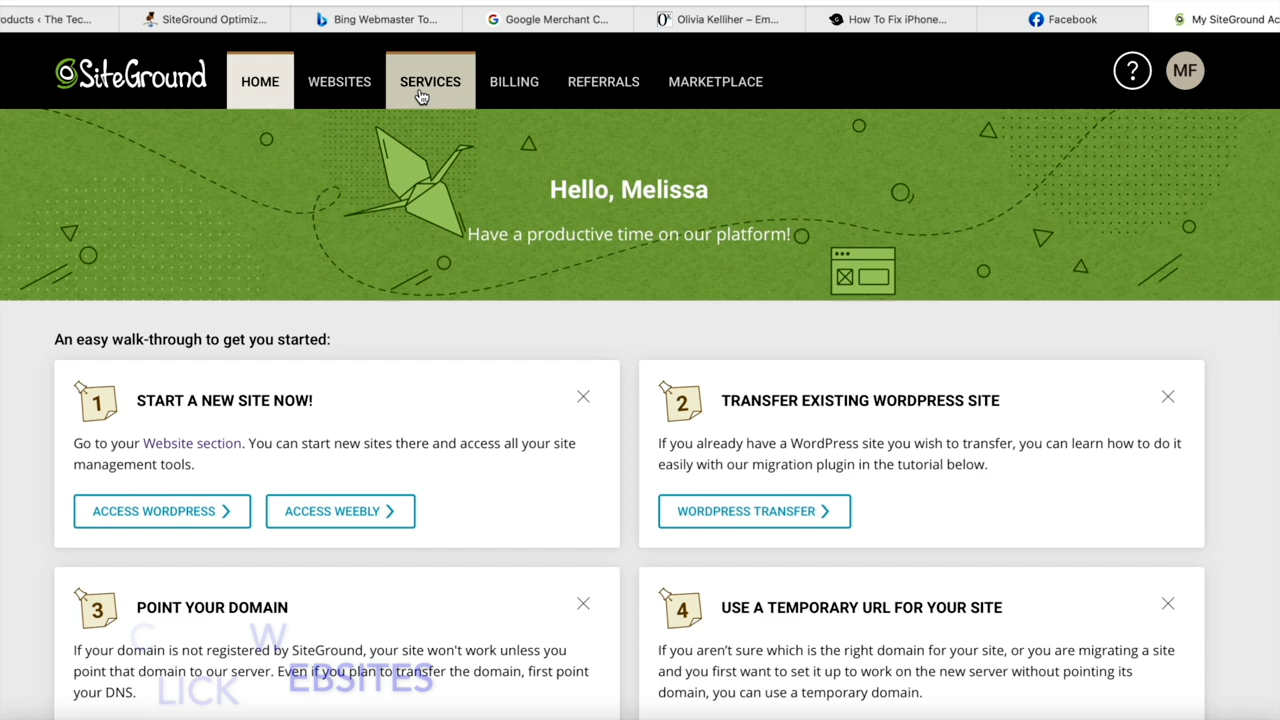 oducts ‹ The Tec...
SiteGround Optimiz...
Bing Webmaster To...
Google Merchant C...
Olivia Kelliher – Em...
How To Fix iPhone...
Facebook
My SiteGround Ac
SiteGround
HOME
WEBSITES
SERVICES
BILLING
REFERRALS
MARKETPLACE
?
MF
Hello, Melissa
Have a productive time on our platform!
An easy walk-through to get you started:
1
START A NEW SITE NOW!
Go to your Website section. You can start new sites there and access all your site
management tools.
ACCESS WORDPRESS
ACCESS WEEBLY
2
TRANSFER EXISTING WORDPRESS SITE
If you already have a WordPress site you wish to transfer, you can learn how to do it
easily with our migration plugin in the tutorial below.
WORDPRESS TRANSFER
3
POINT YOUR DOMAIN
If your domain is not registered by SiteGround, your site won't work unless you
point that domain to our server. Even if you plan to transfer the domain, first point
your DNS.
CLICK WEBSITES
4
USE A TEMPORARY URL FOR YOUR SITE
If you aren't sure which is the right domain for your site, or you are migrating a site
and you first want to set it up to work on the new server without pointing its
domain, you can use a temporary domain.